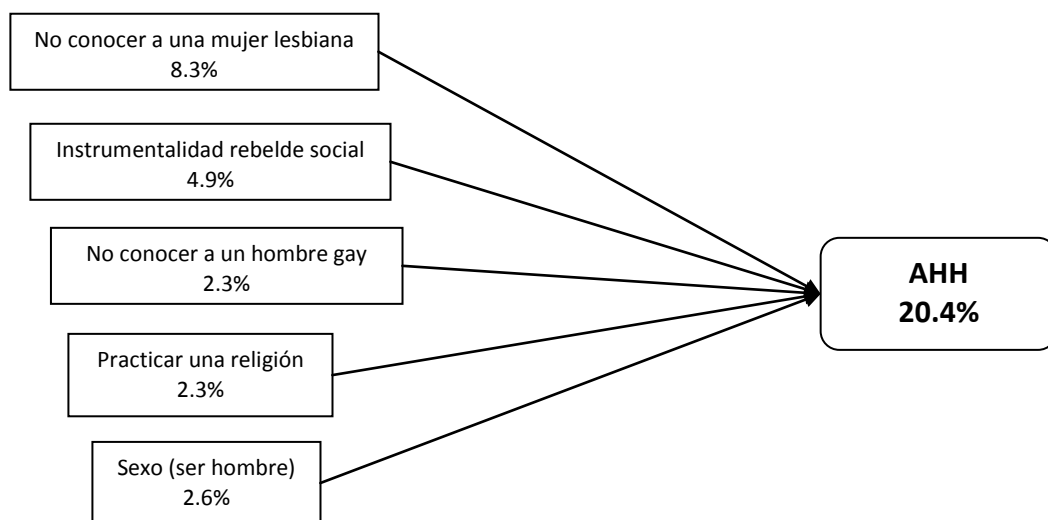 No conocer a una mujer lesbiana
8.3%
Instrumentalidad rebelde social
4.9%
No conocer a un hombre gay
2.3%
Practicar una religión
2.3%
Sexo (ser hombre)
2.6%
AHH
20.4%